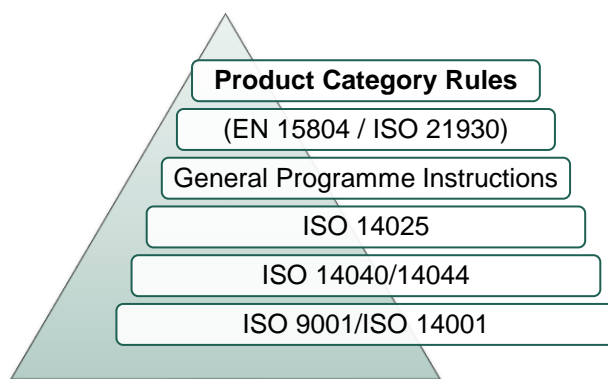 Product Category Rules
(EN 15804 / ISO 21930)
General Programme Instructions
ISO 14025
ISO 14040/14044
ISO 9001/ISO 14001